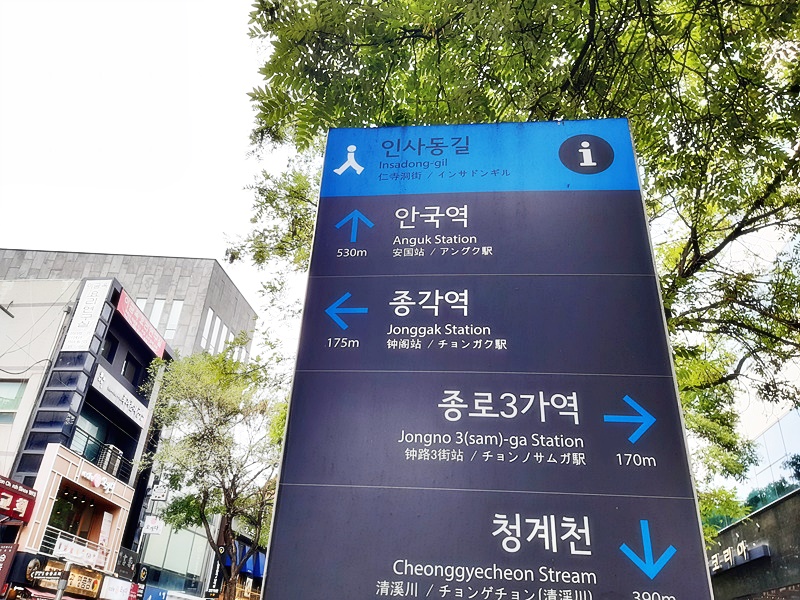 인사동길
Insadong-gil
仁寺洞街 / インサドンギル
i
안국역
Anguk Station
安国站 / アングク駅
530m
종각역
Jonggak Station
钟阁站 / チョンガク駅
175m
종로3가역
Jongno 3(sam)-ga Station
钟路3街站 / チョンノサムガ駅
170m
청계천
Cheonggyecheon Stream
清溪川 / チョンゲチョン(清渓川)
390m
코리아